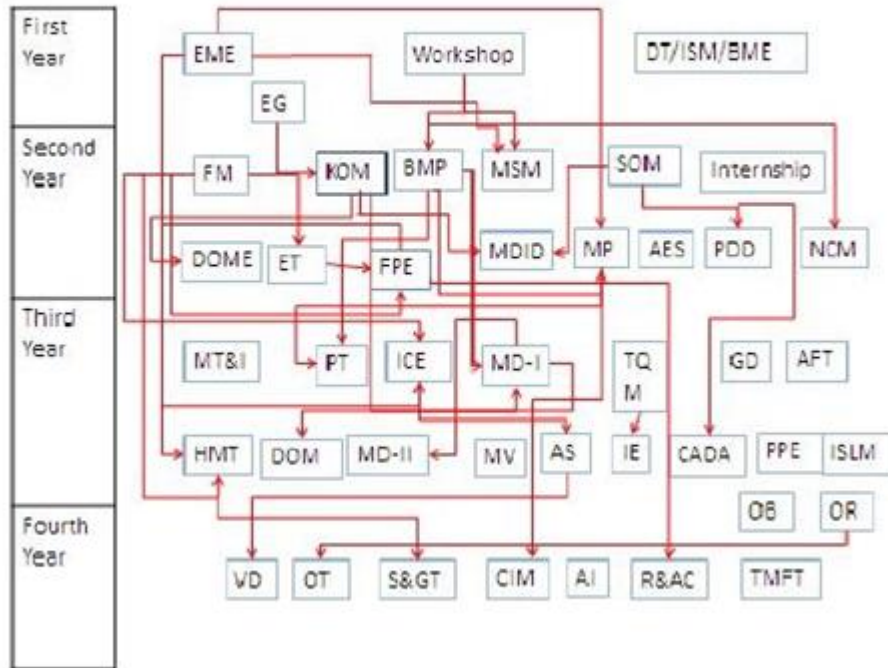 First
Year
EME
Workshop
DT/ISM/BME
EG
Second
Year
FM
KOM
BMP
MSM
SOM
Internship
DOME
ET
FPE
MDID
MP
AES
PDD
NCM
Third
Year
MT&I
PT
ICE
MD-I
TQ
M
GD
AFT
HMT
DOM
MD-II
MV
AS
IE
CADA
PPE
ISLM
OB
OR
Fourth
Year
VD
OT
S&GT
CIM
AI
R&AC
TMFT